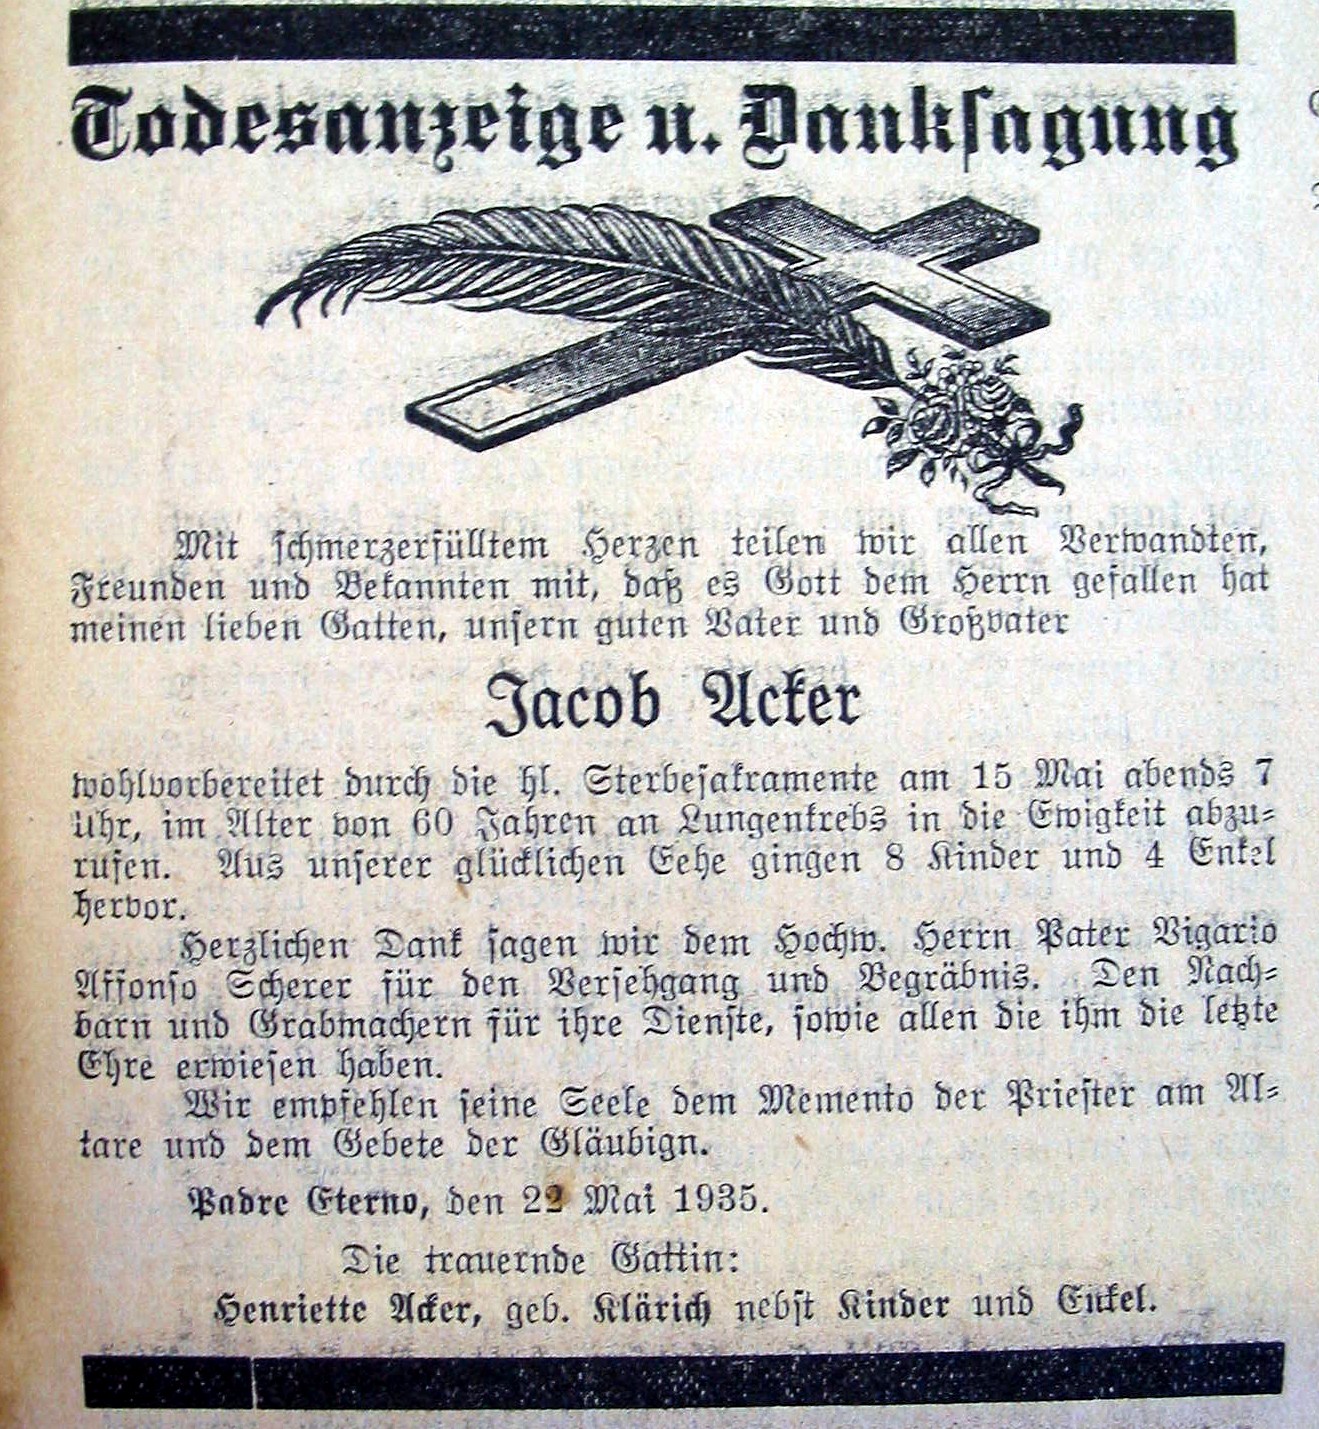 Todesanzeige u. Dankſagung
Mit ſchmerzerfülltem Herzen teilen wir allen Verwandten,
Freunden und Bekannten mit, daß es Gott dem Herrn gefallen hat
meinen lieben Gatten, unſern guten Vater und Großvater
Jacob Acker
wohlvorbereitet durch die hl. Sterbeſakramente am 15 Mai abends 7
Uhr, im Alter von 60 Jahren an Lungenkrebs in die Ewigkeit abzu-
rufen. Aus unſerer glücklichen Eehe gingen 8 Kinder und 4 Enkel
hervor.
Herzlichen Dank ſagen wir dem Hochw. Herrn Pater Vigario
Affonſo Scherer für den Verſehgang und Begräbnis. Den Nach-
barn und Grabmachern für ihre Dienſte, ſowie allen die ihm die letzte
Ehre erwieſen haben.
Wir empfehlen ſeine Seele dem Memento der Prieſter am Al-
tare und dem Gebete der Gläubign.
Padre Eterno, den 22 Mai 1935.
Die trauernde Gattin:
Henriette Acker, geb. Klärich nebſt Kinder und Enkel.